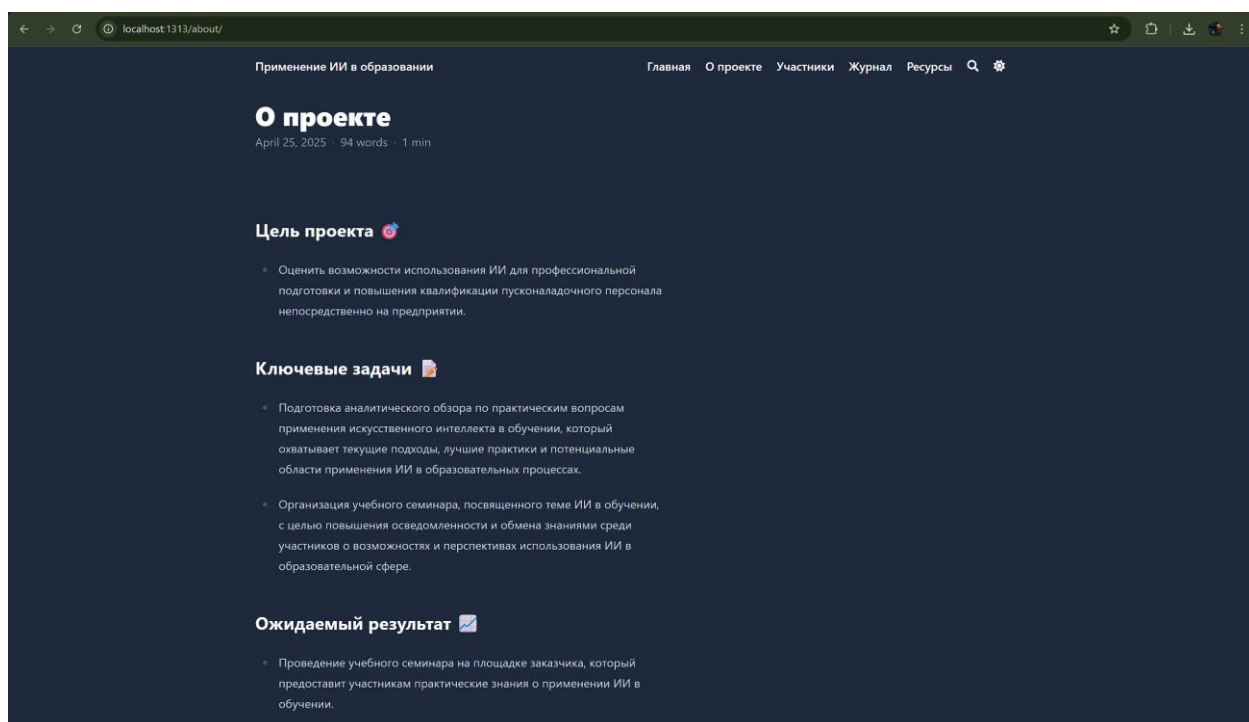 localhost:1313/about/
Применение ИИ в образовании
Главная О проекте Участники Журнал Ресурсы
О проекте
April 25, 2025 · 94 words · 1 min
Цель проекта 🎯
Оценить возможности использования ИИ для профессиональной
подготовки и повышения квалификации пусконаладочного персонала
непосредственно на предприятии.
Ключевые задачи 📝
Подготовка аналитического обзора по практическим вопросам
применения искусственного интеллекта в обучении, который
охватывает текущие подходы, лучшие практики и потенциальные
области применения ИИ в образовательных процессах.
Организация учебного семинара, посвященного теме ИИ в обучении,
с целью повышения осведомленности и обмена знаниями среди
участников о возможностях и перспективах использования ИИ в
образовательной сфере.
Ожидаемый результат 📈
Проведение учебного семинара на площадке заказчика, который
предоставит участникам практические знания о применении ИИ в
обучении.